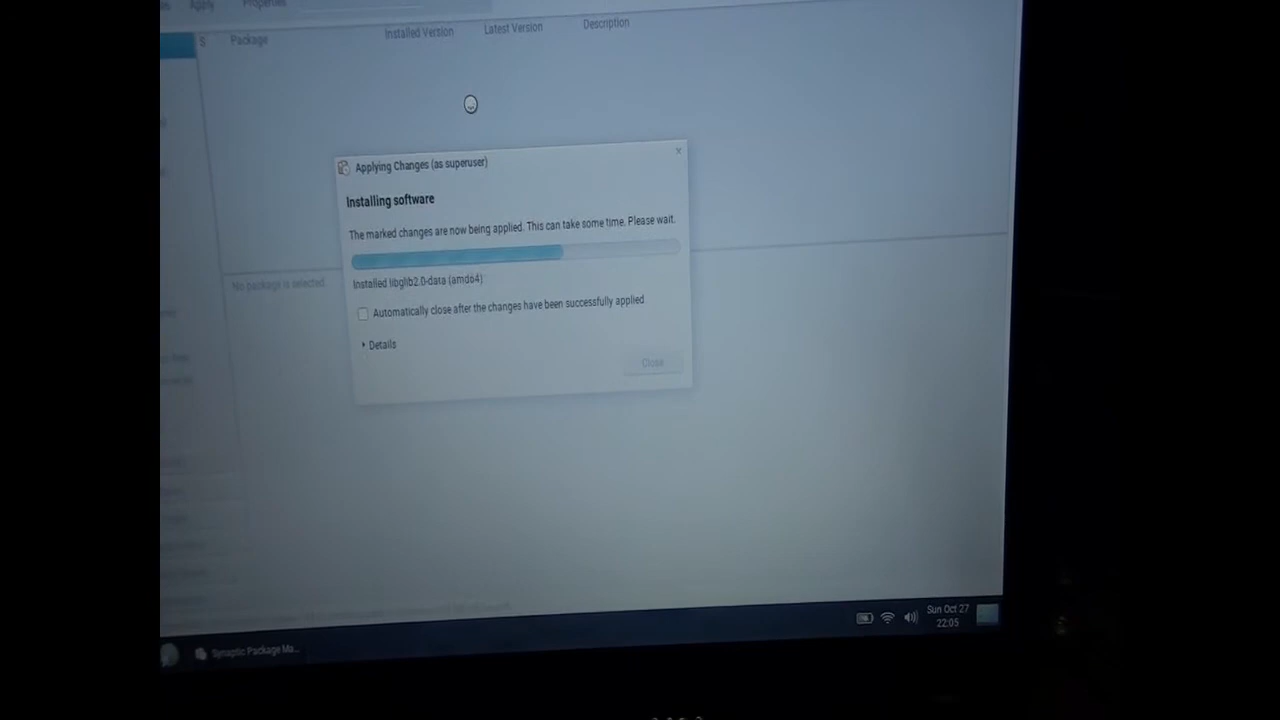 Apply Properties
S Package Installed Version Latest Version Description
Applying Changes (as superuser)
Installing software
The marked changes are now being applied. This can take some time. Please wait.
Installed libglib2.0-data (amd64)
No package is selected.
Automatically close after the changes have been successfully applied
Details
Close
Sun Oct 27
22:05
Synaptic Package Ma...